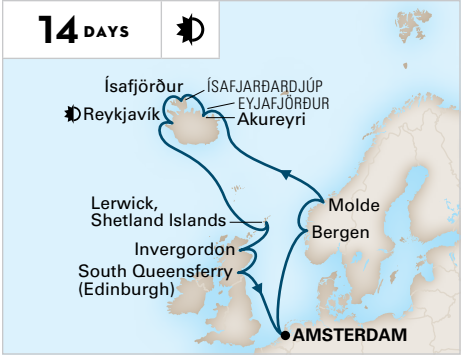 14 DAYS
Ísafjörður
ÍSAFJARÐARDJÚP
EYJAFJÖRÐUR
Reykjavík
Akureyri
Lerwick,
Shetland Islands
Molde
Bergen
Invergordon
South Queensferry
(Edinburgh)
AMSTERDAM